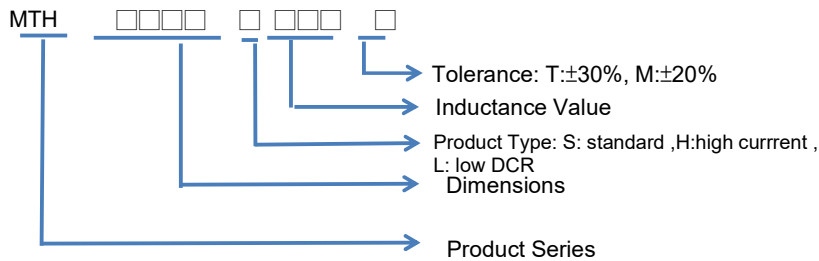 MTH □□□□ □ □□□ □
Tolerance: T:±30%, M:±20%
Inductance Value
Product Type: S: standard ,H:high currrent ,
L: low DCR
Dimensions
Product Series